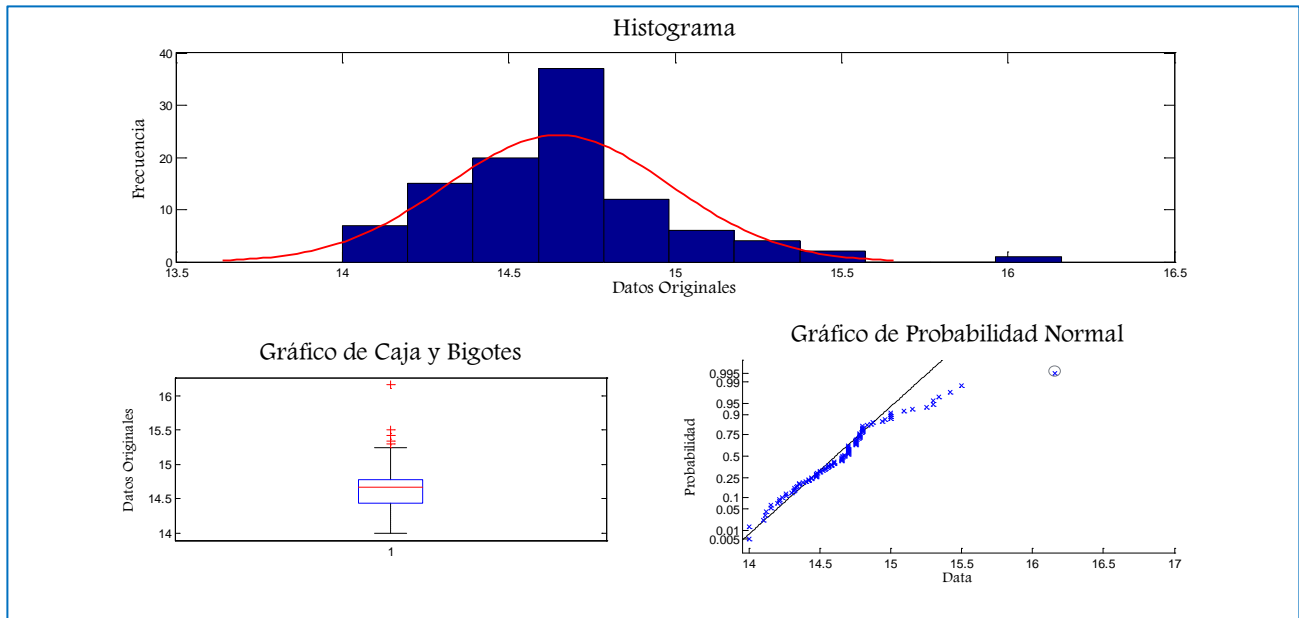 Histograma
40
30
20
10
0
Frecuencia
13.5 14 14.5 15 15.5 16 16.5
Datos Originales
Gráfico de Caja y Bigotes
16
15.5
15
14.5
14
Datos Originales
1
Gráfico de Probabilidad Normal
0.995
0.99
0.95
0.9
0.75
0.5
0.25
0.1
0.05
0.01
0.005
Probabilidad
14 14.5 15 15.5 16 16.5 17
Data